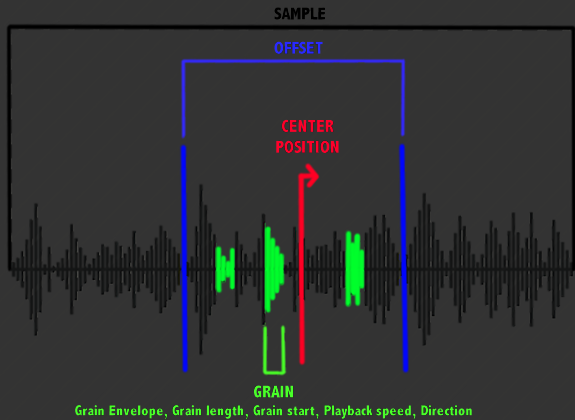 SAMPLE
OFFSET
CENTER
POSITION
GRAIN
Grain Envelope, Grain length, Grain start, Playback speed, Direction